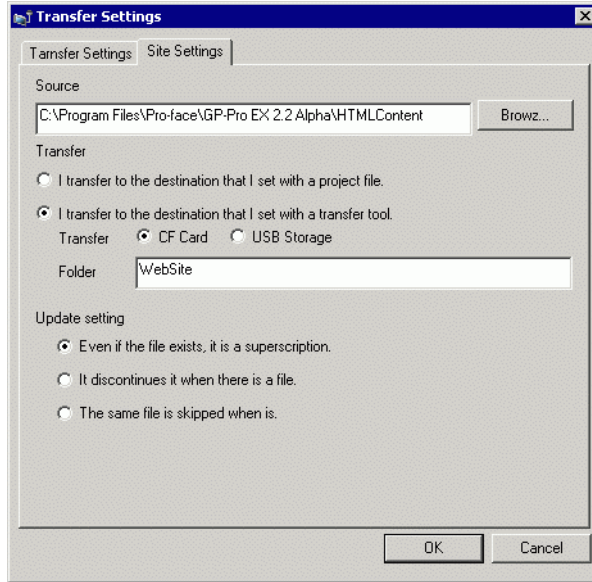 Transfer Settings
Tarnsfer Settings Site Settings
Source
C:\Program Files\Pro-face\GP-Pro EX 2.2 Alpha\HTMLContent Browz...
Transfer
I transfer to the destination that I set with a project file.
I transfer to the destination that I set with a transfer tool.
Transfer CF Card USB Storage
Folder WebSite
Update setting
Even if the file exists, it is a superscription.
It discontinues it when there is a file.
The same file is skipped when is.
OK Cancel